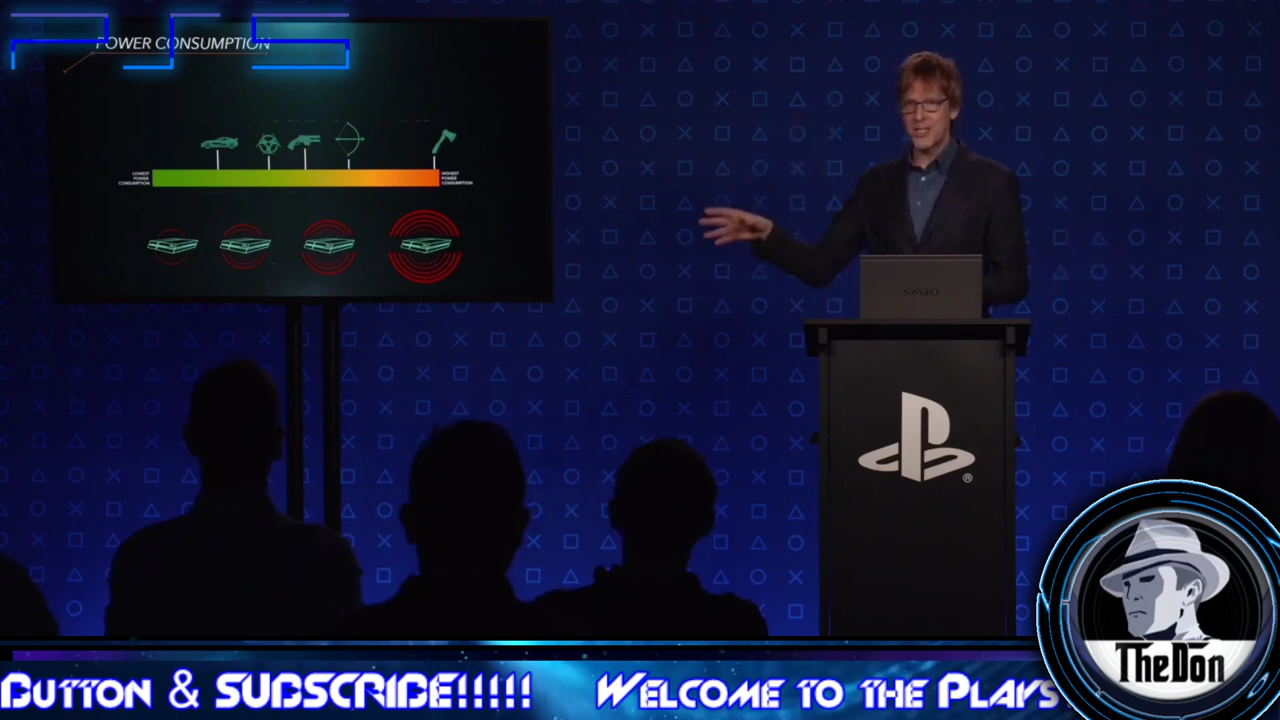 POWER CONSUMPTION
LOWEST
POWER
CONSUMPTION
HIGHEST
POWER
CONSUMPTION
VAIO
®
TheDon
Button & SUBSCRIBE!!!!! Welcome to the Plays